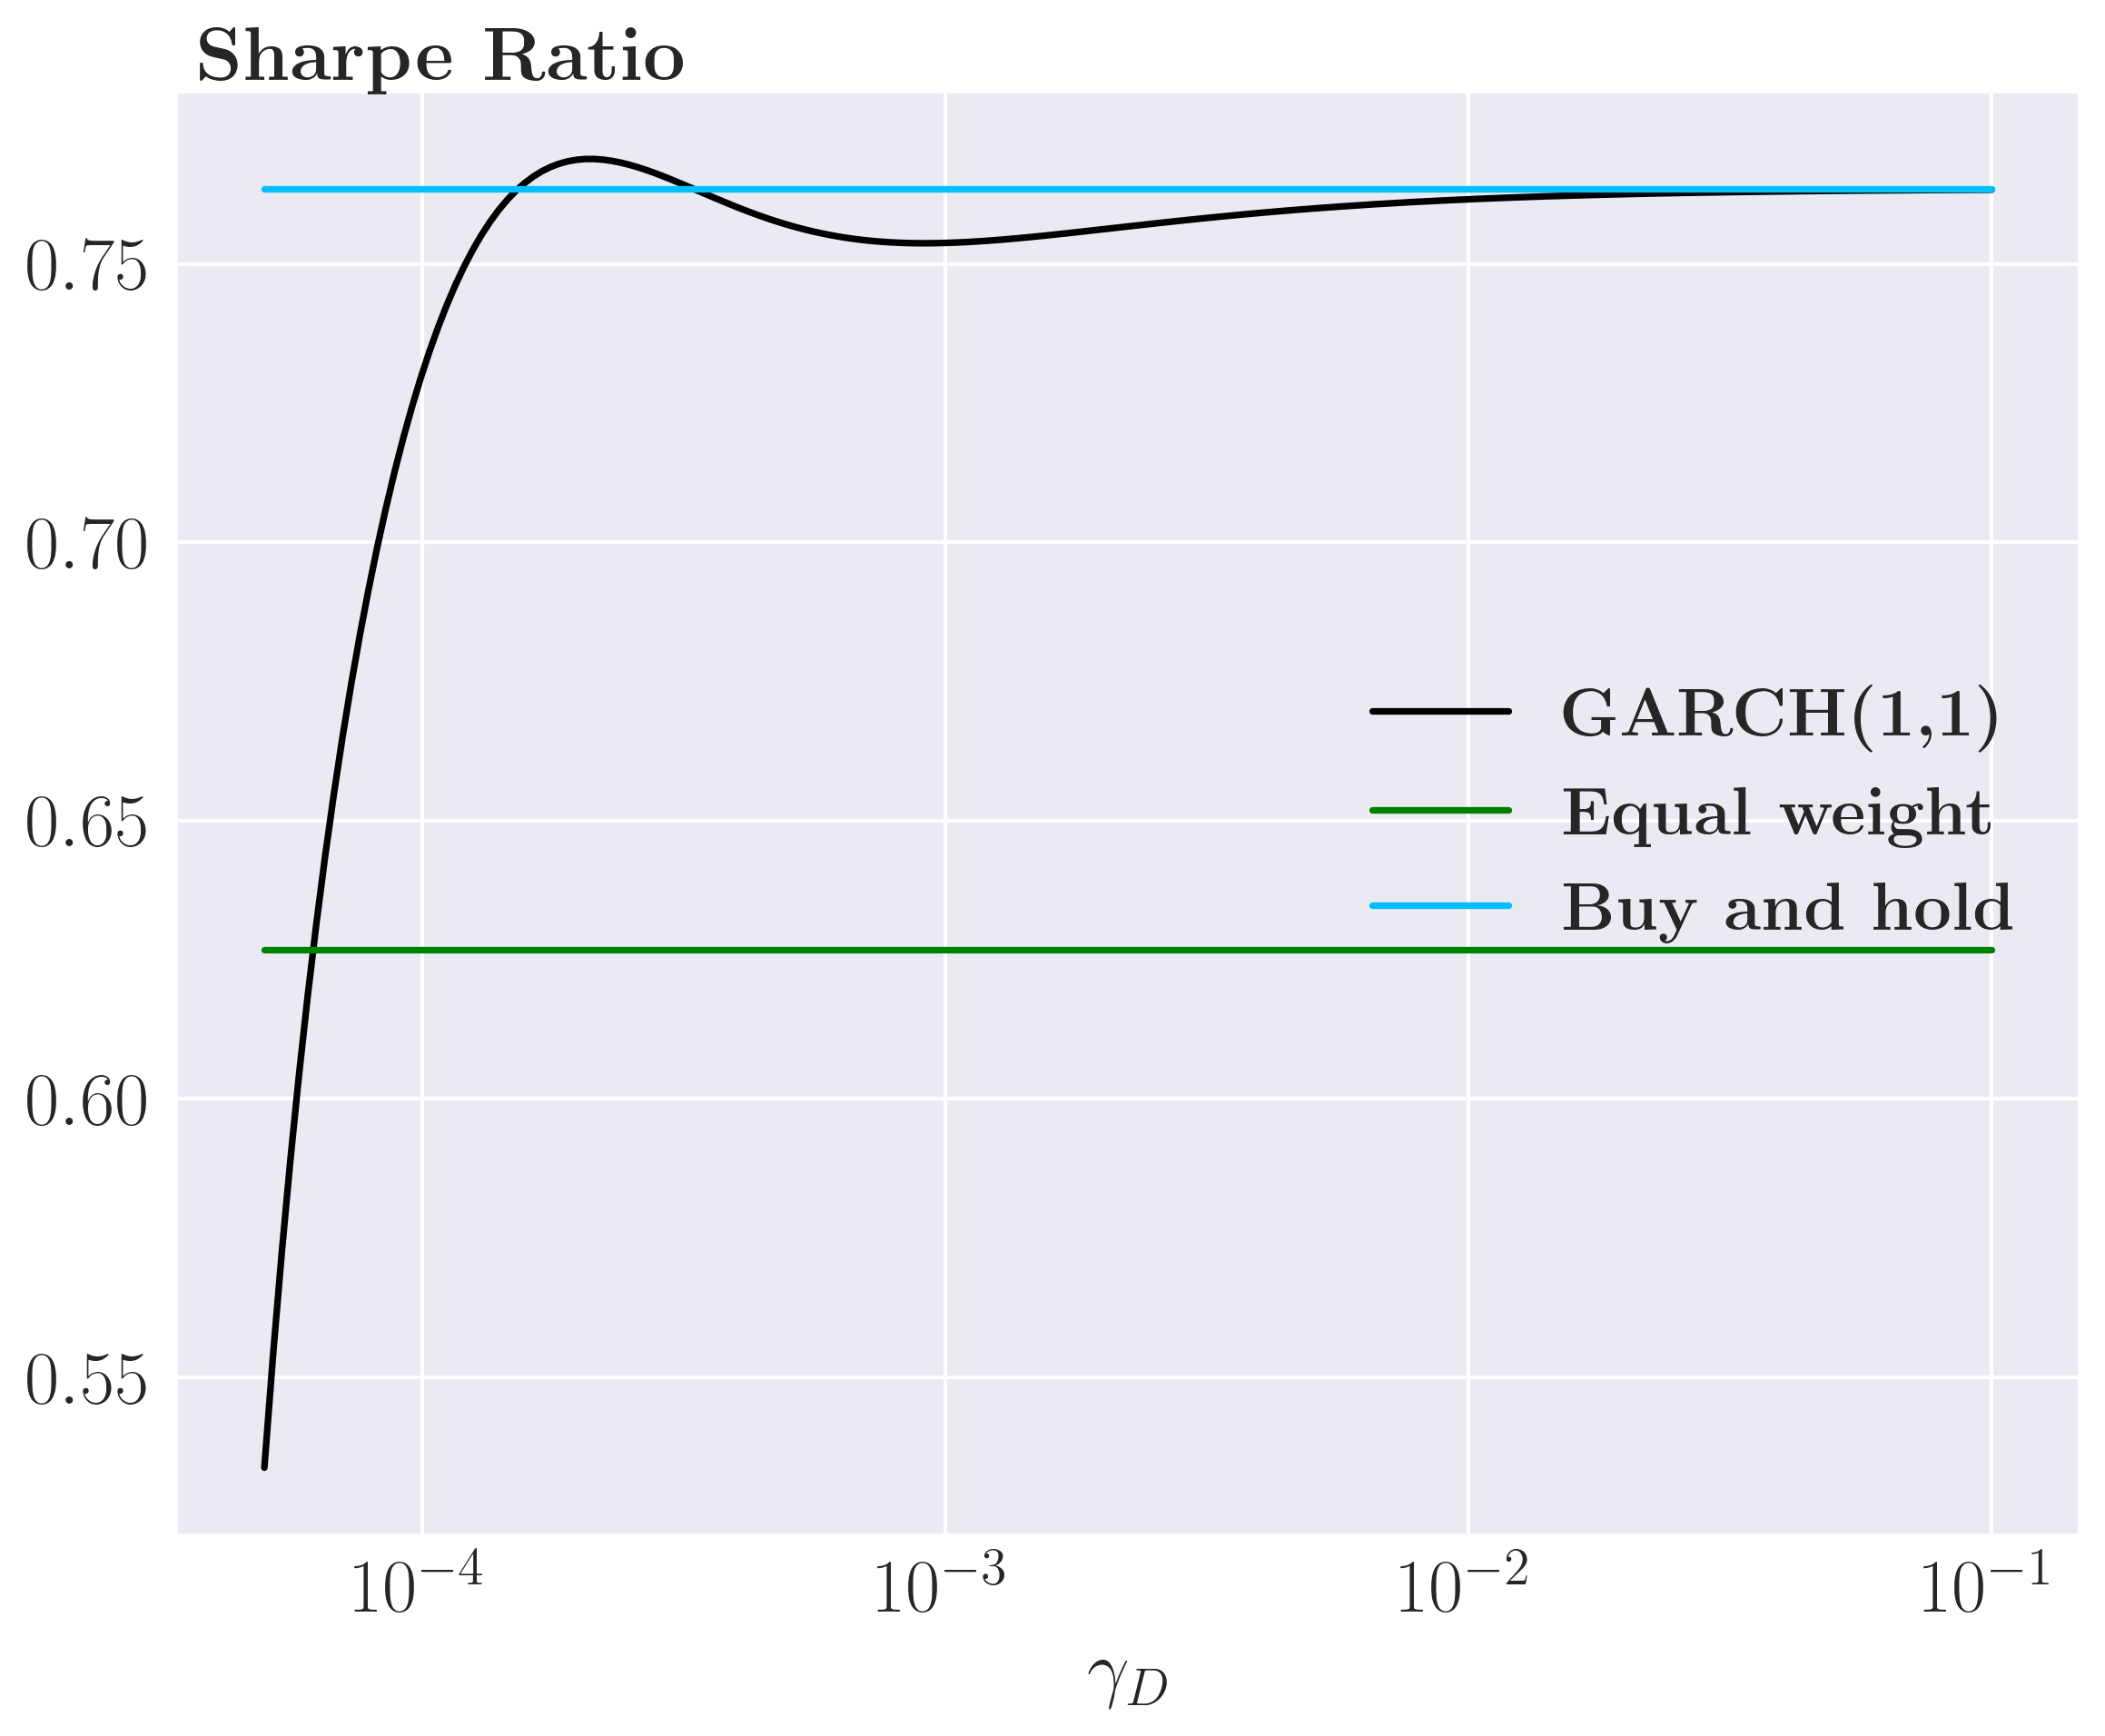 Sharpe Ratio
0.75
0.70
0.65
0.60
0.55
GARCH(1,1)
Equal weight
Buy and hold
10⁻⁴ 10⁻³ 10⁻² 10⁻¹
γ_D